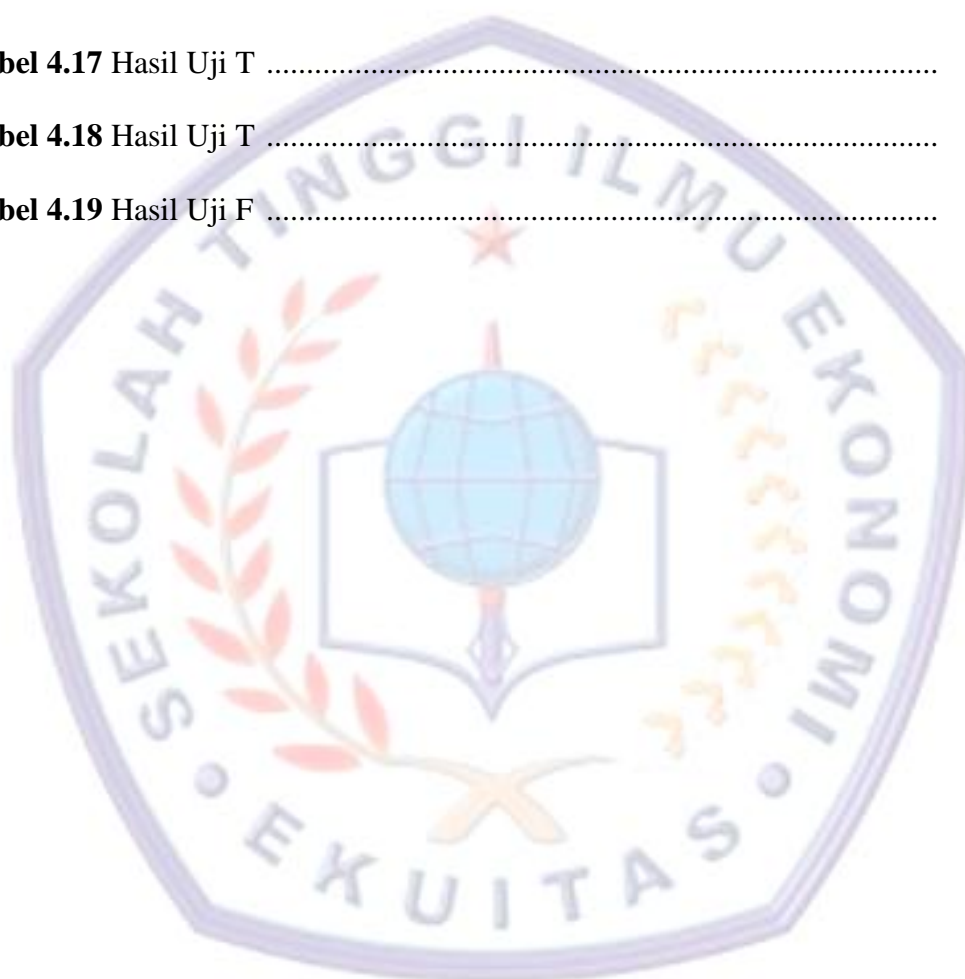 bel 4.17 Hasil Uji T ........................................................................................
bel 4.18 Hasil Uji T ........................................................................................
bel 4.19 Hasil Uji F ........................................................................................
SEKOLAH TINGGI ILMU EKONOMI
• EKUITAS •